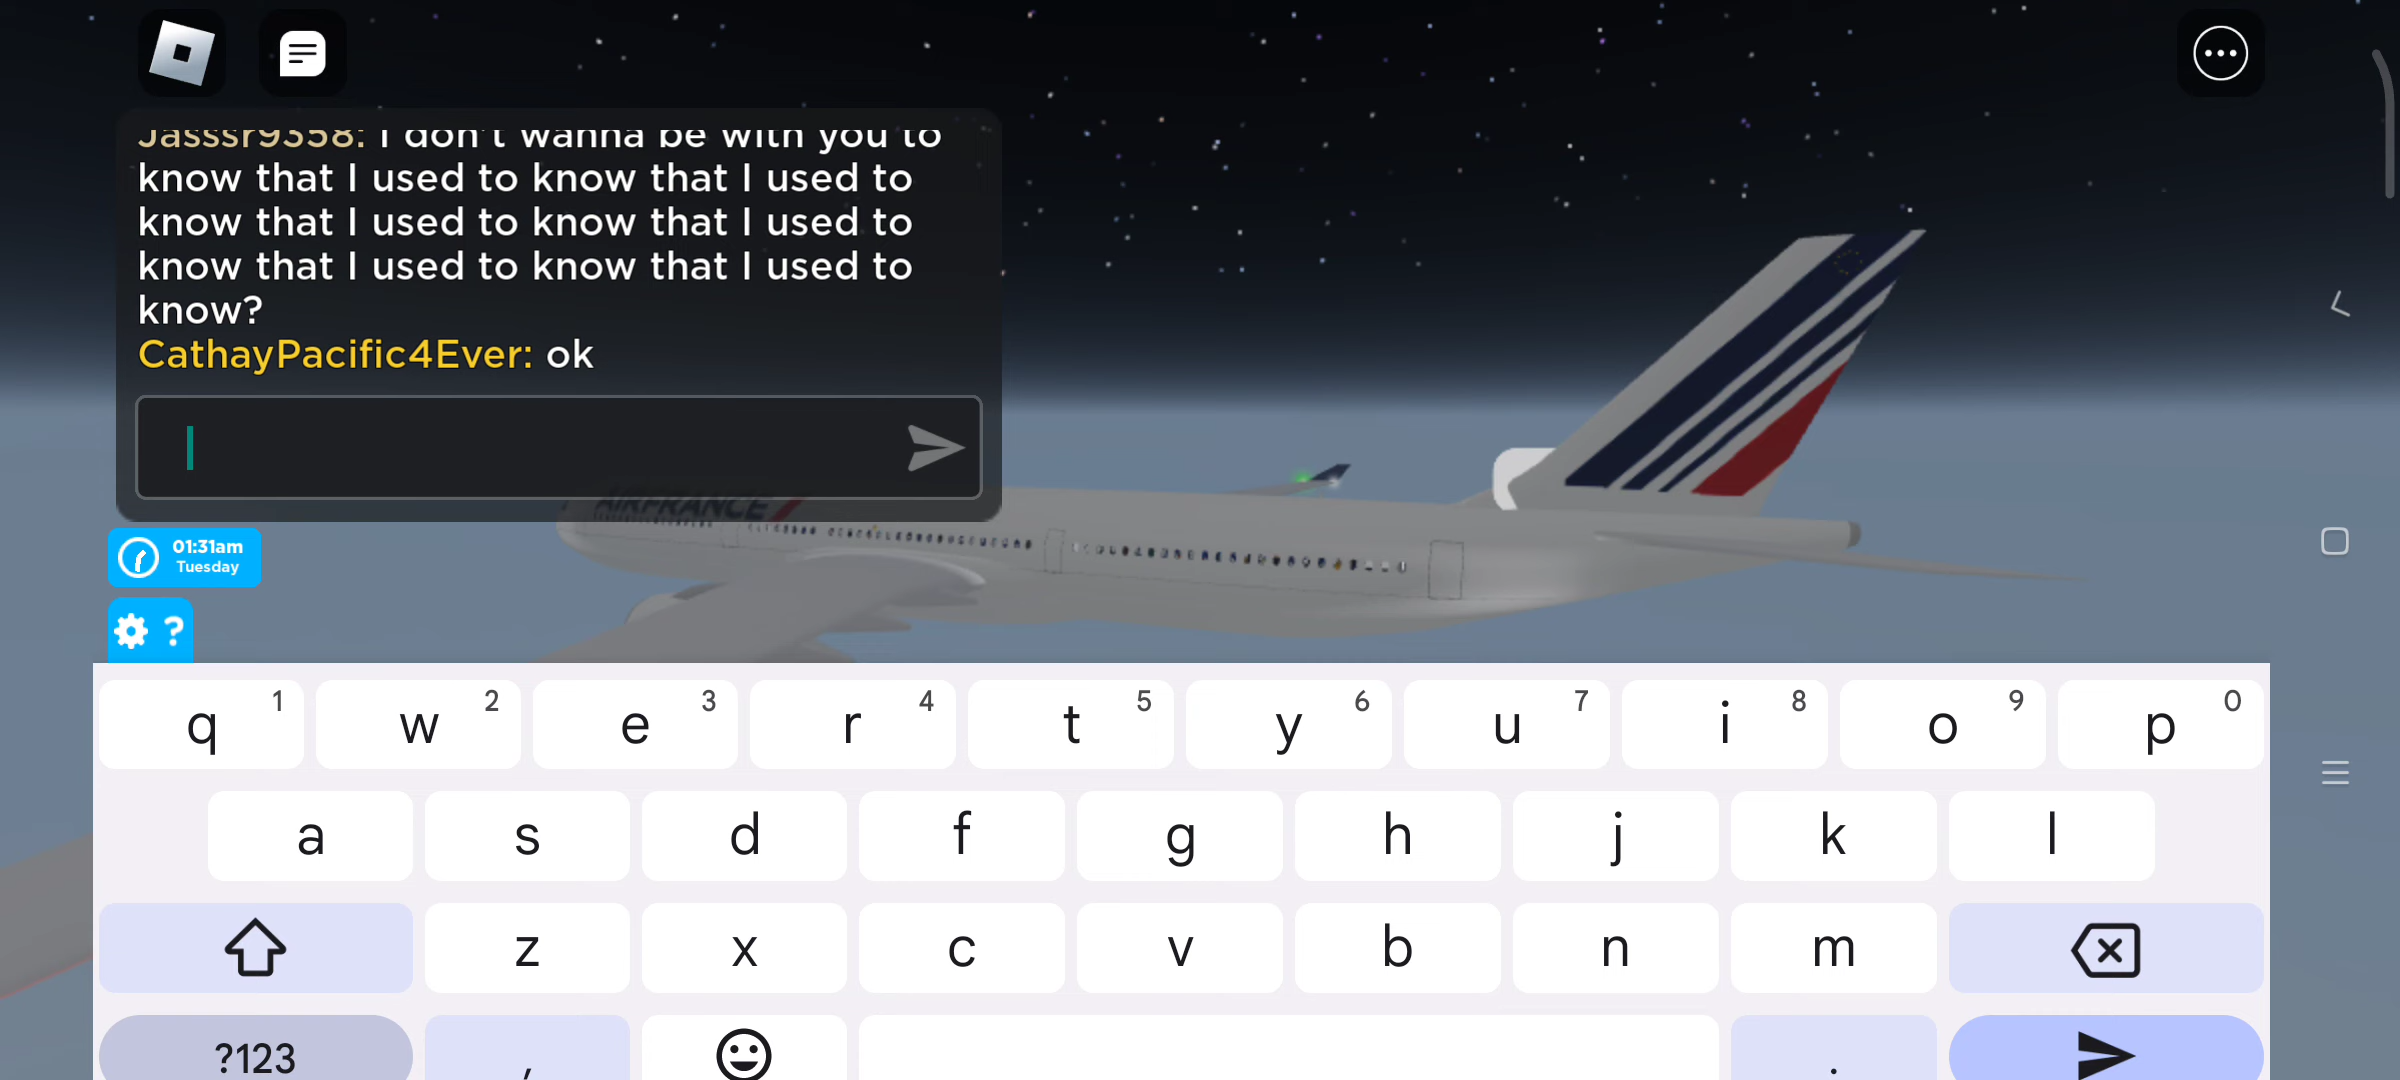 Jasssr9358: I don't wanna be with you to
know that I used to know that I used to
know that I used to know that I used to
know that I used to know that I used to
know?
CathayPacific4Ever: ok
AIRFRANCE
01:31am
Tuesday
?
q 1 w 2 e 3 r 4 t 5 y 6 u 7 i 8 o 9 p 0
a s d f g h j k l
z x c v b n m
?123 , .